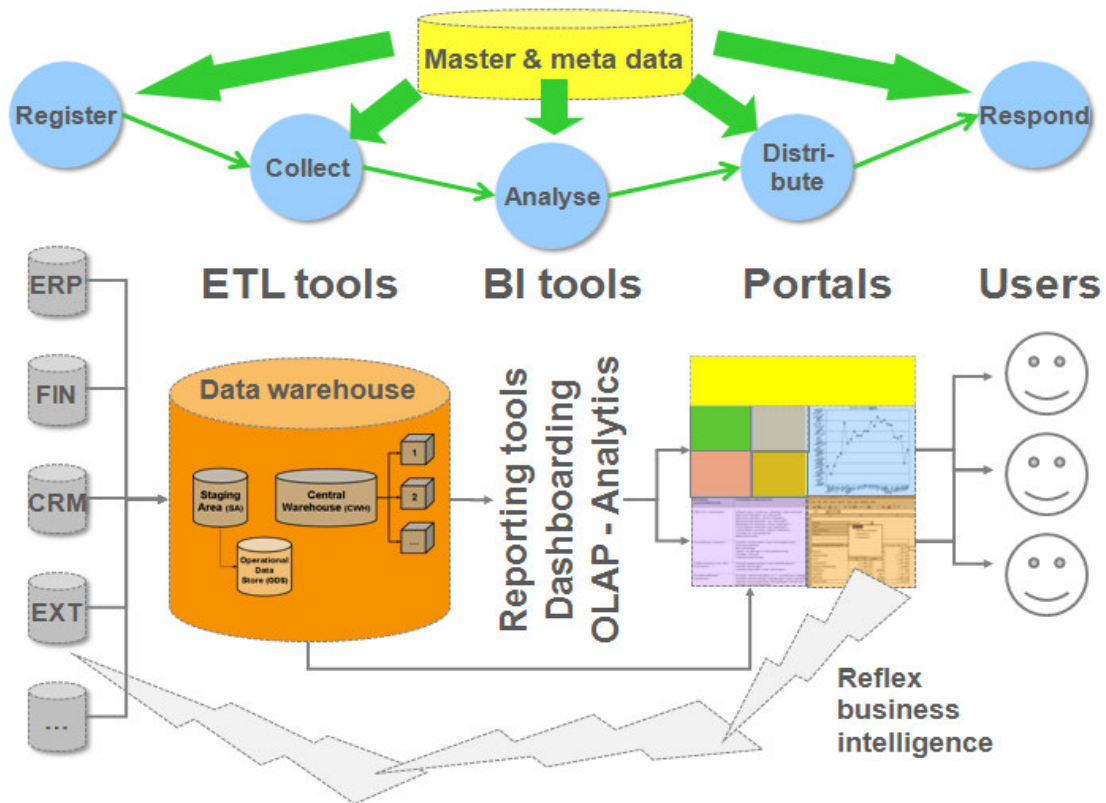 Master & meta data
Register
Collect
Analyse
Distri-
bute
Respond
ETL tools
BI tools
Portals
Users
ERP
FIN
CRM
EXT
...
Data warehouse
Staging
Area (SA)
Central
Warehouse (CWH)
Operational
Data
Store (ODS)
1
2
...
Reporting tools
Dashboarding
OLAP - Analytics
Reflex
business
intelligence